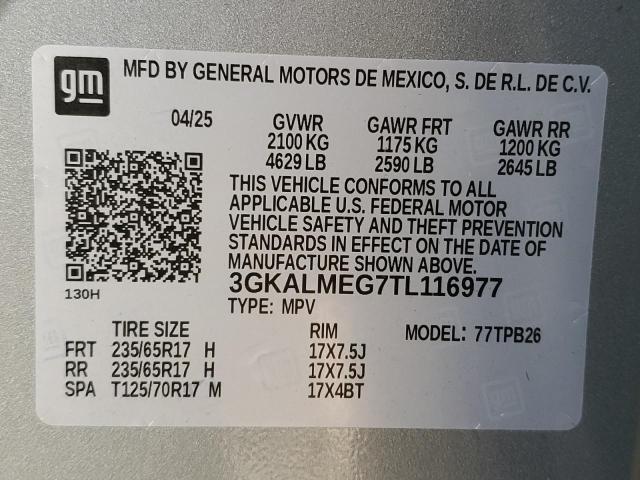 gm MFD BY GENERAL MOTORS DE MEXICO, S. DE R.L. DE C.V.
04/25 GVWR GAWR FRT GAWR RR
2100 KG 1175 KG 1200 KG
4629 LB 2590 LB 2645 LB
THIS VEHICLE CONFORMS TO ALL
APPLICABLE U.S. FEDERAL MOTOR
VEHICLE SAFETY AND THEFT PREVENTION
STANDARDS IN EFFECT ON THE DATE OF
MANUFACTURE SHOWN ABOVE.
3GKALMEG7TL116977
130H
TYPE: MPV
TIRE SIZE RIM MODEL: 77TPB26
FRT 235/65R17 H 17X7.5J
RR 235/65R17 H 17X7.5J
SPA T125/70R17 M 17X4BT